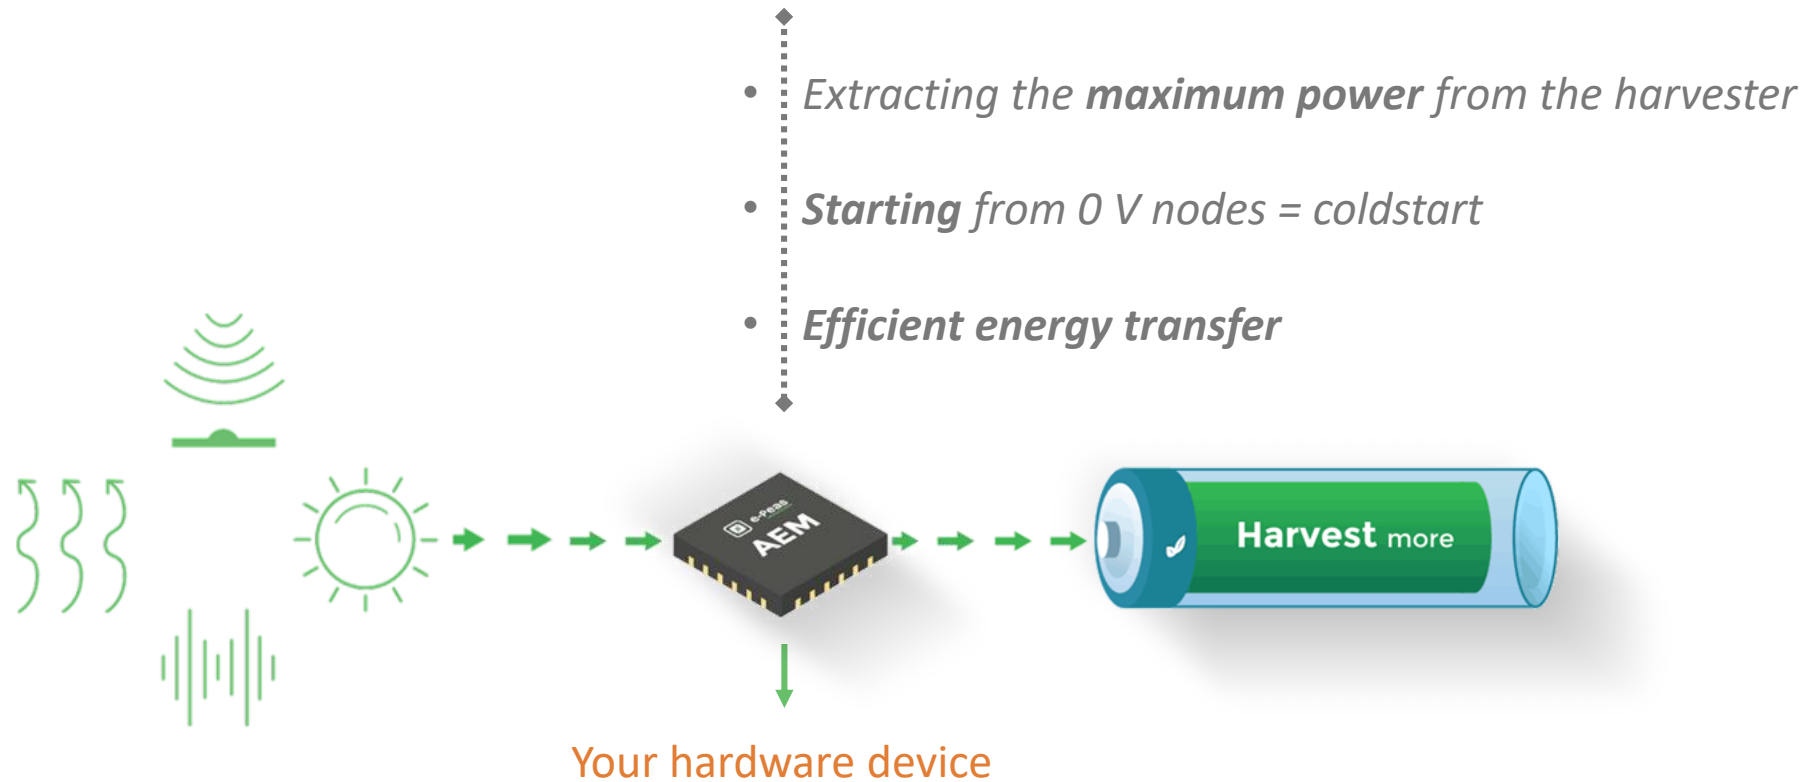 • Extracting the maximum power from the harvester
• Starting from 0 V nodes = coldstart
• Efficient energy transfer
e-peas
AEM
Harvest more
Your hardware device